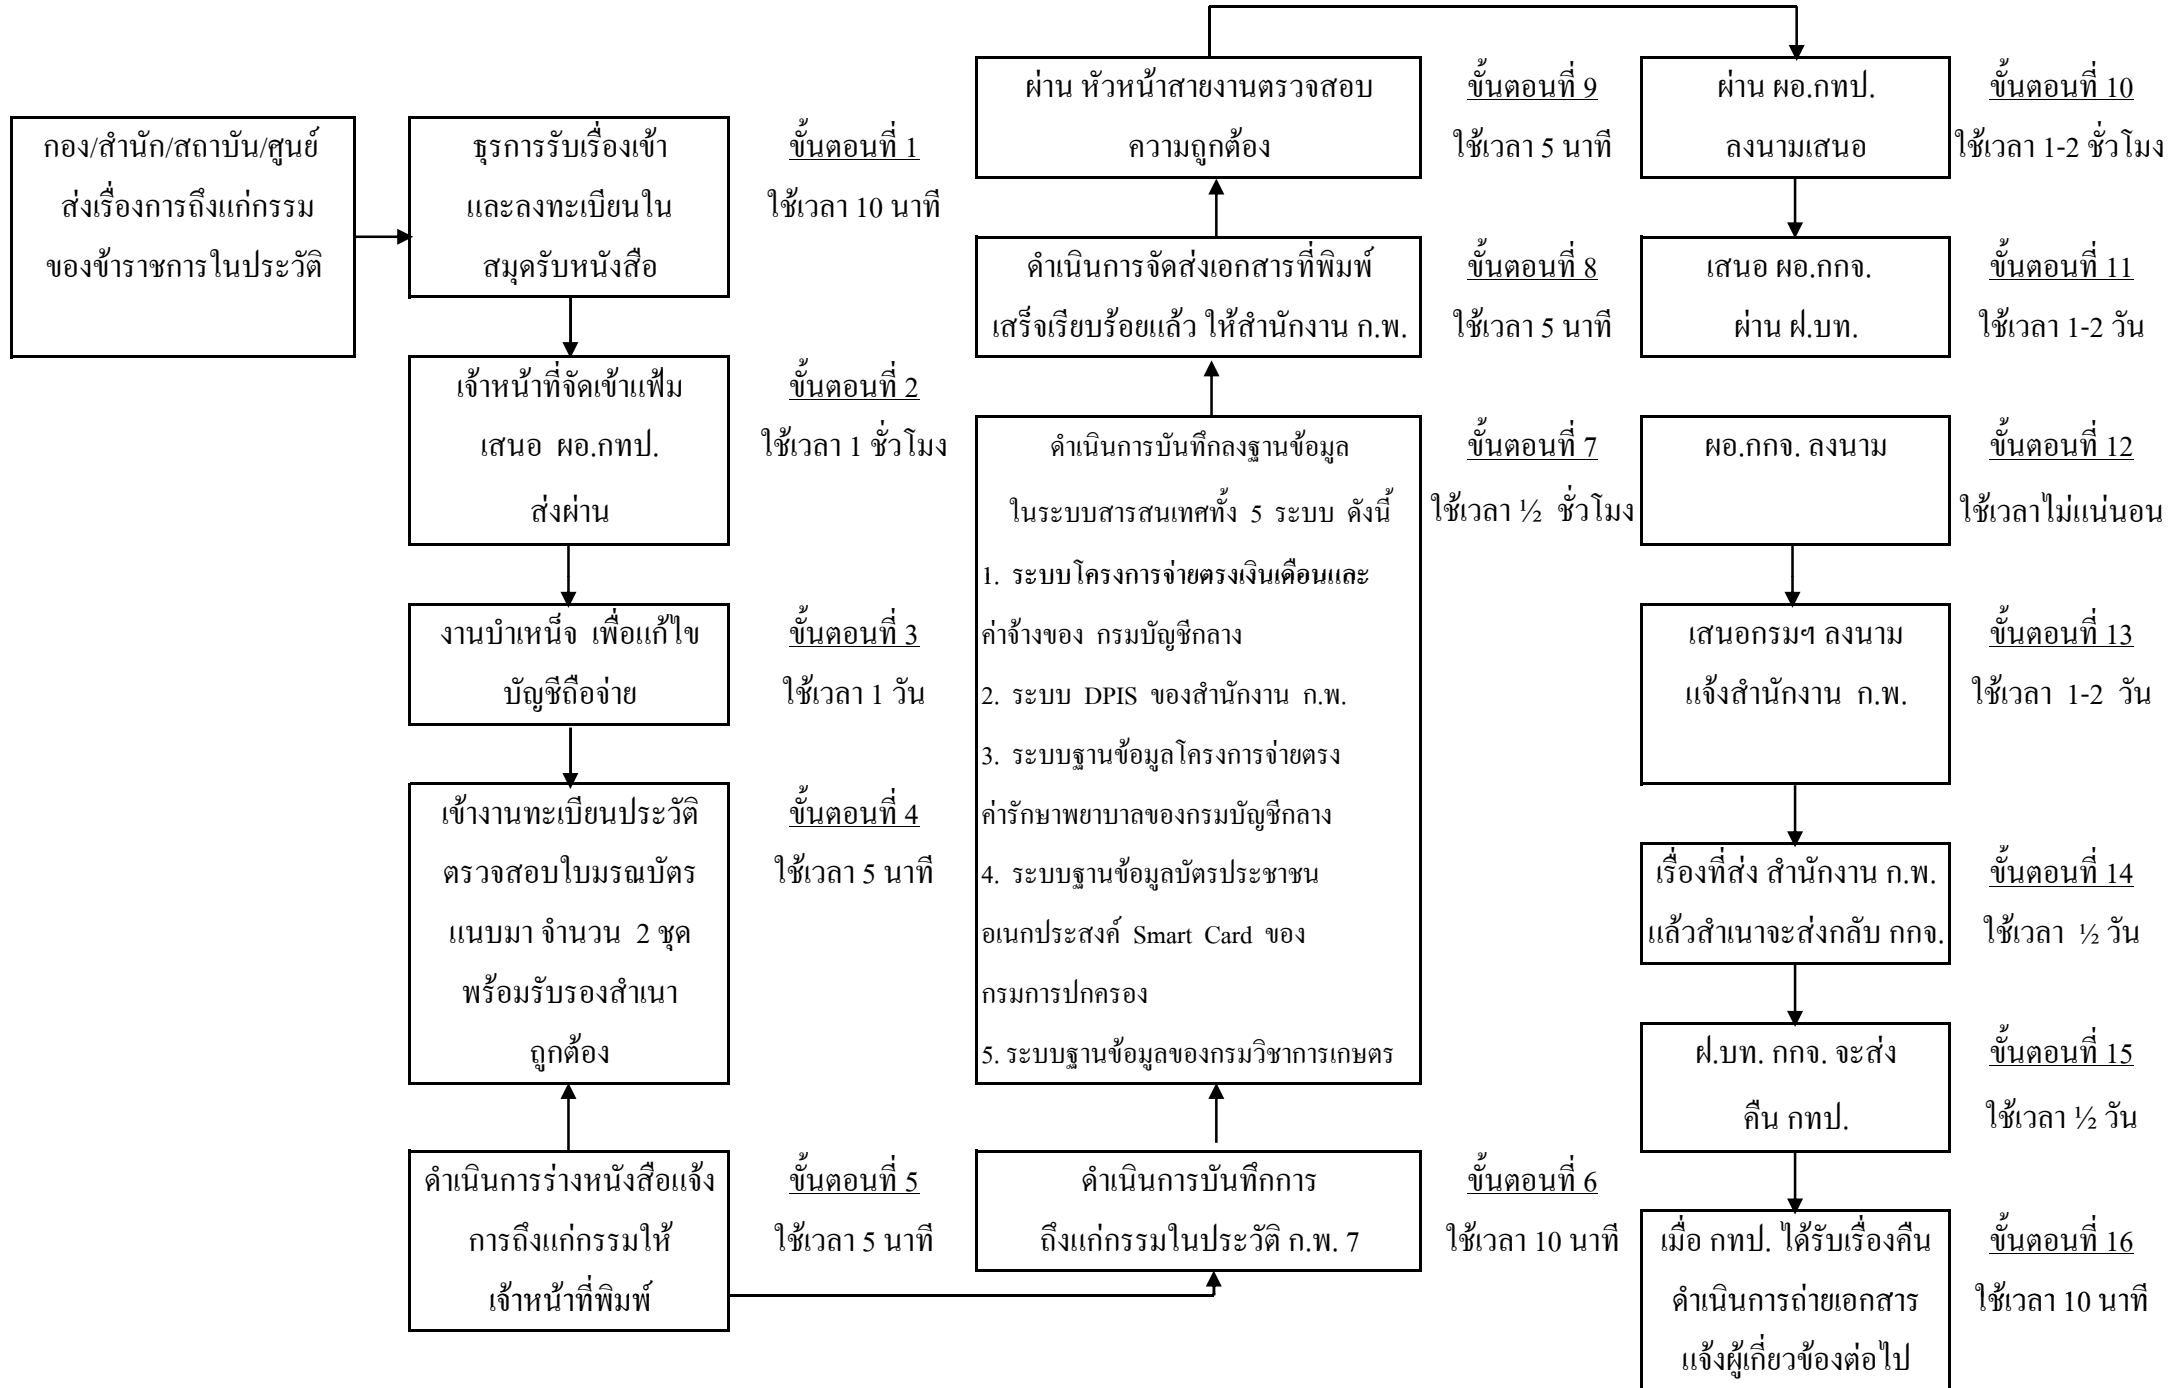 กอง/สำนัก/สถาบัน/ศูนย์
ส่งเรื่องการถึงแก่กรรม
ของข้าราชการในประวัติ
ธุรการรับเรื่องเข้า
และลงทะเบียนใน
สมุดรับหนังสือ
ขั้นตอนที่ 1
ใช้เวลา 10 นาที
เจ้าหน้าที่จัดเข้าแฟ้ม
เสนอ ผอ.กทป.
ส่งผ่าน
ขั้นตอนที่ 2
ใช้เวลา 1 ชั่วโมง
งานบำเหน็จ เพื่อแก้ไข
บัญชีถือจ่าย
ขั้นตอนที่ 3
ใช้เวลา 1 วัน
เข้างานทะเบียนประวัติ
ตรวจสอบใบมรณบัตร
แนบมา จำนวน 2 ชุด
พร้อมรับรองสำเนา
ถูกต้อง
ขั้นตอนที่ 4
ใช้เวลา 5 นาที
ดำเนินการร่างหนังสือแจ้ง
การถึงแก่กรรมให้
เจ้าหน้าที่พิมพ์
ขั้นตอนที่ 5
ใช้เวลา 5 นาที
ดำเนินการบันทึกการ
ถึงแก่กรรมในประวัติ ก.พ. 7
ขั้นตอนที่ 6
ใช้เวลา 10 นาที
ดำเนินการบันทึกลงฐานข้อมูล
ในระบบสารสนเทศทั้ง 5 ระบบ ดังนี้
1. ระบบโครงการจ่ายตรงเงินเดือนและ
ค่าจ้างของ กรมบัญชีกลาง
2. ระบบ DPIS ของสำนักงาน ก.พ.
3. ระบบฐานข้อมูลโครงการจ่ายตรง
ค่ารักษาพยาบาลของกรมบัญชีกลาง
4. ระบบฐานข้อมูลบัตรประชาชน
อเนกประสงค์ Smart Card ของ
กรมการปกครอง
5. ระบบฐานข้อมูลของกรมวิชาการเกษตร
ขั้นตอนที่ 7
ใช้เวลา ½ ชั่วโมง
ดำเนินการจัดส่งเอกสารที่พิมพ์
เสร็จเรียบร้อยแล้ว ให้สำนักงาน ก.พ.
ขั้นตอนที่ 8
ใช้เวลา 5 นาที
ผ่าน หัวหน้าสายงานตรวจสอบ
ความถูกต้อง
ขั้นตอนที่ 9
ใช้เวลา 5 นาที
ผ่าน ผอ.กทป.
ลงนามเสนอ
ขั้นตอนที่ 10
ใช้เวลา 1-2 ชั่วโมง
เสนอ ผอ.กกจ.
ผ่าน ฝ.บท.
ขั้นตอนที่ 11
ใช้เวลา 1-2 วัน
ผอ.กกจ. ลงนาม
ขั้นตอนที่ 12
ใช้เวลาไม่แน่นอน
เสนอกรมฯ ลงนาม
แจ้งสำนักงาน ก.พ.
ขั้นตอนที่ 13
ใช้เวลา 1-2 วัน
เรื่องที่ส่ง สำนักงาน ก.พ.
แล้วสำเนาจะส่งกลับ กกจ.
ขั้นตอนที่ 14
ใช้เวลา ½ วัน
ฝ.บท. กกจ. จะส่ง
คืน กทป.
ขั้นตอนที่ 15
ใช้เวลา ½ วัน
เมื่อ กทป. ได้รับเรื่องคืน
ดำเนินการถ่ายเอกสาร
แจ้งผู้เกี่ยวข้องต่อไป
ขั้นตอนที่ 16
ใช้เวลา 10 นาที